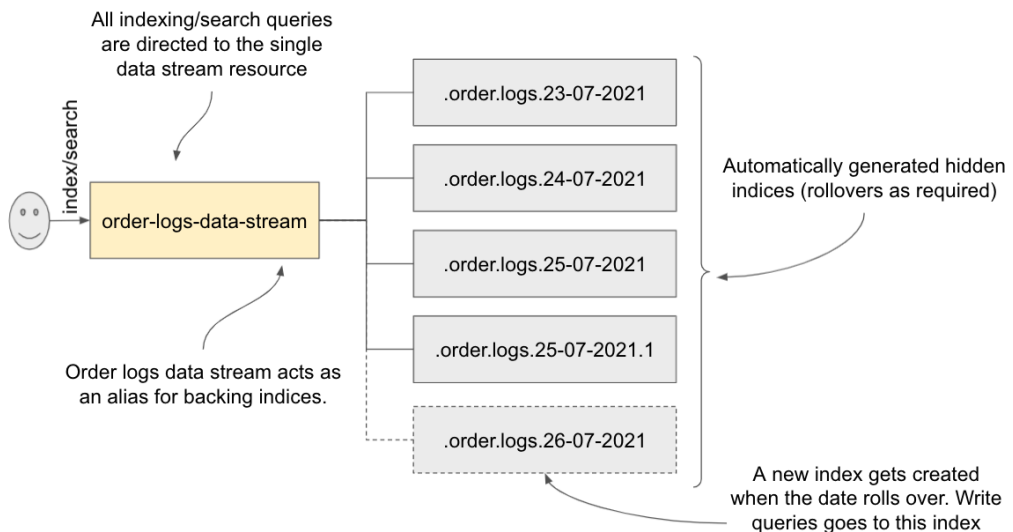 All indexing/search queries
are directed to the single
data stream resource
index/search
order-logs-data-stream
Order logs data stream acts as
an alias for backing indices.
.order.logs.23-07-2021
.order.logs.24-07-2021
.order.logs.25-07-2021
.order.logs.25-07-2021.1
.order.logs.26-07-2021
Automatically generated hidden
indices (rollovers as required)
A new index gets created
when the date rolls over. Write
queries goes to this index